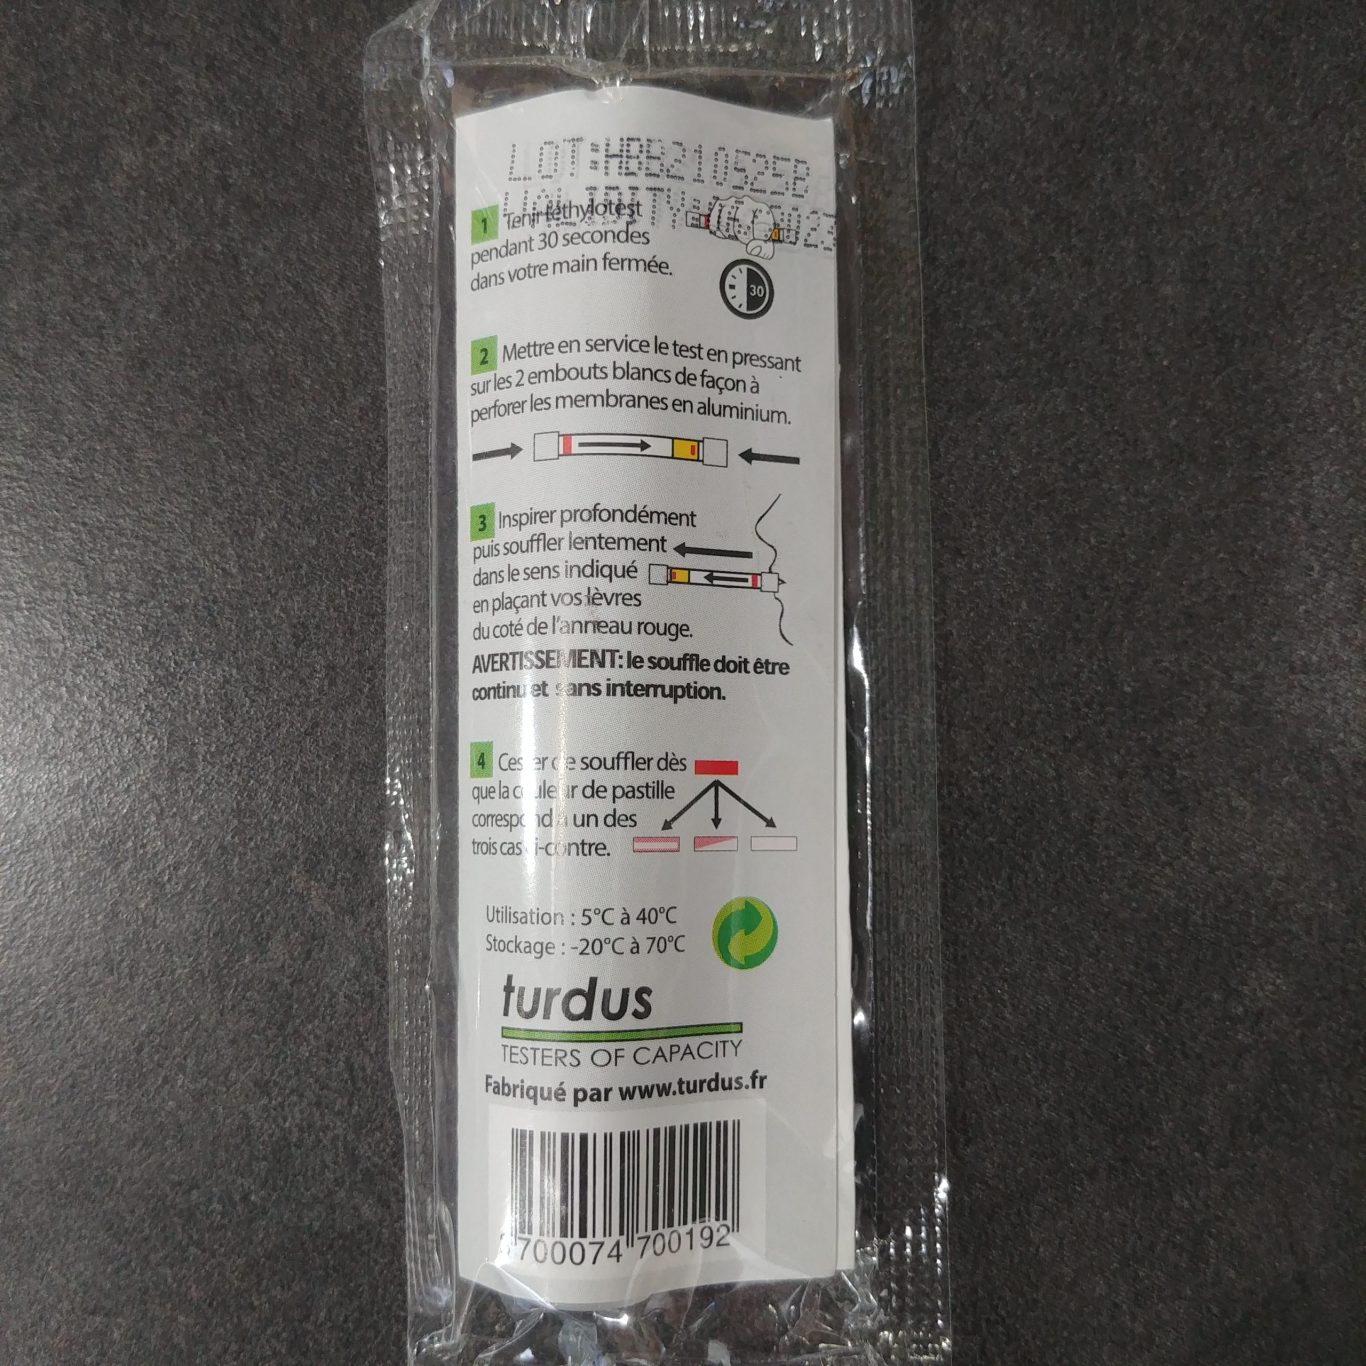 LOT:HBB210525B
VALIDITY:
1 Tenir l'éthylotest
pendant 30 secondes
dans votre main fermée.
30
2 Mettre en service le test en pressant
sur les 2 embouts blancs de façon à
perforer les membranes en aluminium.
3 Inspirer profondément
puis souffler lentement
dans le sens indiqué
en plaçant vos lèvres
du coté de l'anneau rouge.
AVERTISSEMENT: le souffle doit être
continu et sans interruption.
4 Cesser de souffler dès
que la couleur de pastille
correspond à un des
trois cas ci-contre.
Utilisation : 5°C à 40°C
Stockage : -20°C à 70°C
turdus
TESTERS OF CAPACITY
Fabriqué par www.turdus.fr
700074 700192